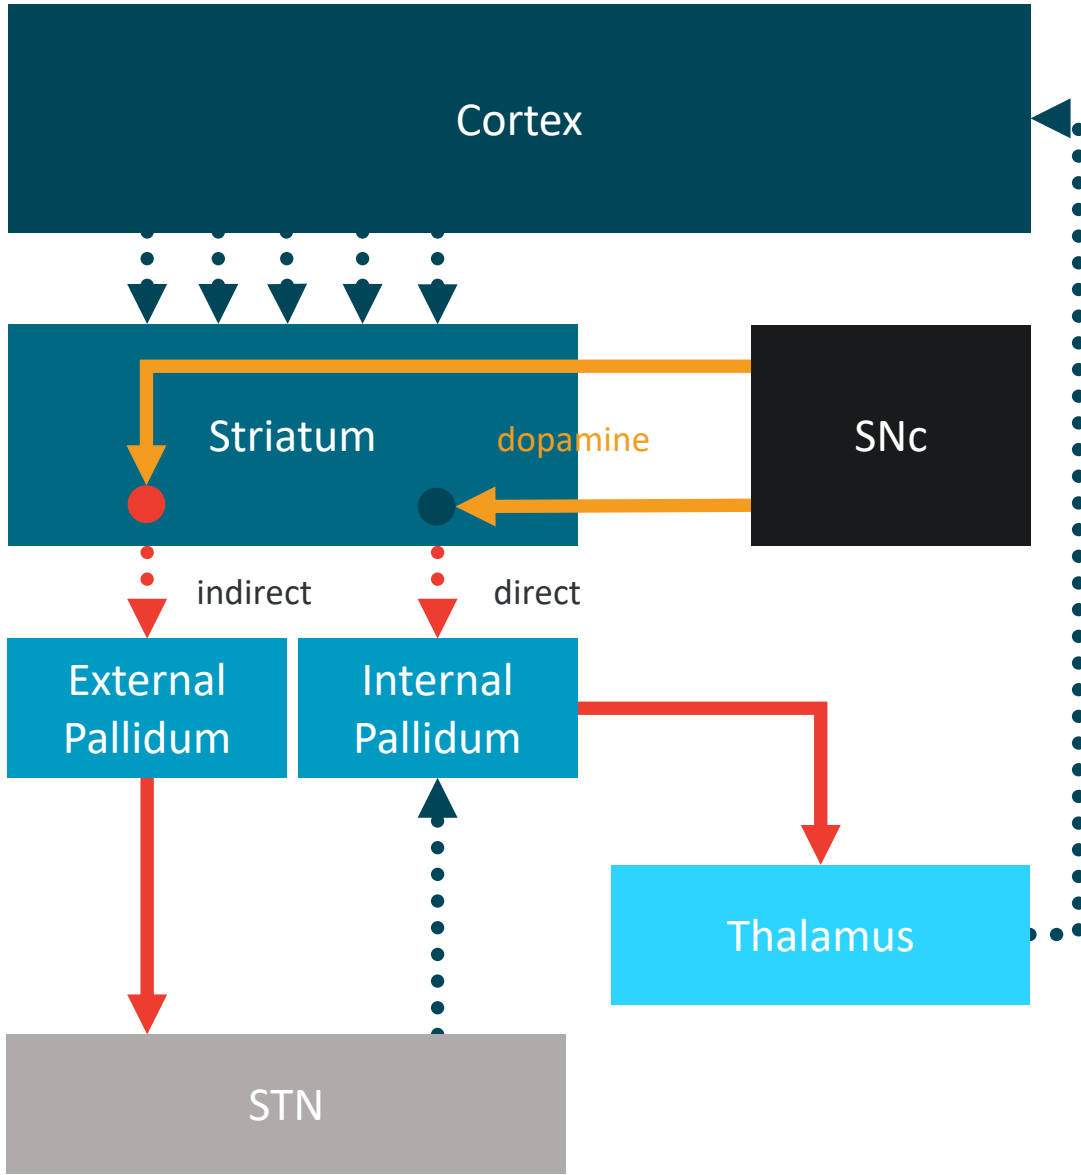 Cortex
Striatum
dopamine
SNc
indirect
direct
External
Pallidum
Internal
Pallidum
Thalamus
STN